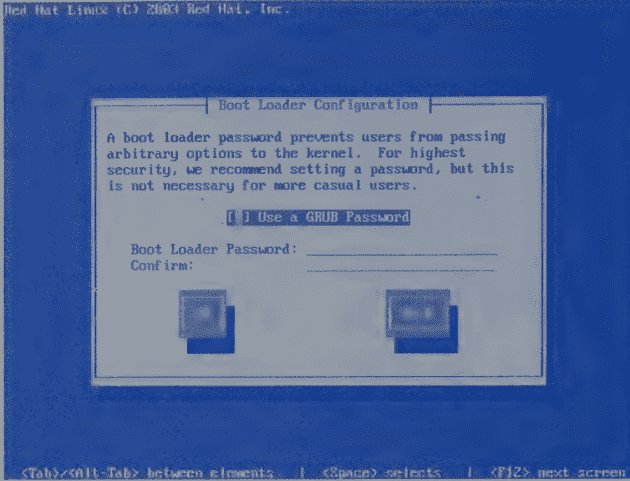 Red Hat Linux (C) 2003 Red Hat, Inc.
Boot Loader Configuration
A boot loader password prevents users from passing
arbitrary options to the kernel. For highest
security, we recommend setting a password, but this
is not necessary for more casual users.
[ ] Use a GRUB Password
Boot Loader Password:
Confirm:
<Tab>/<Alt-Tab> between elements | <Space> selects | <F12> next screen